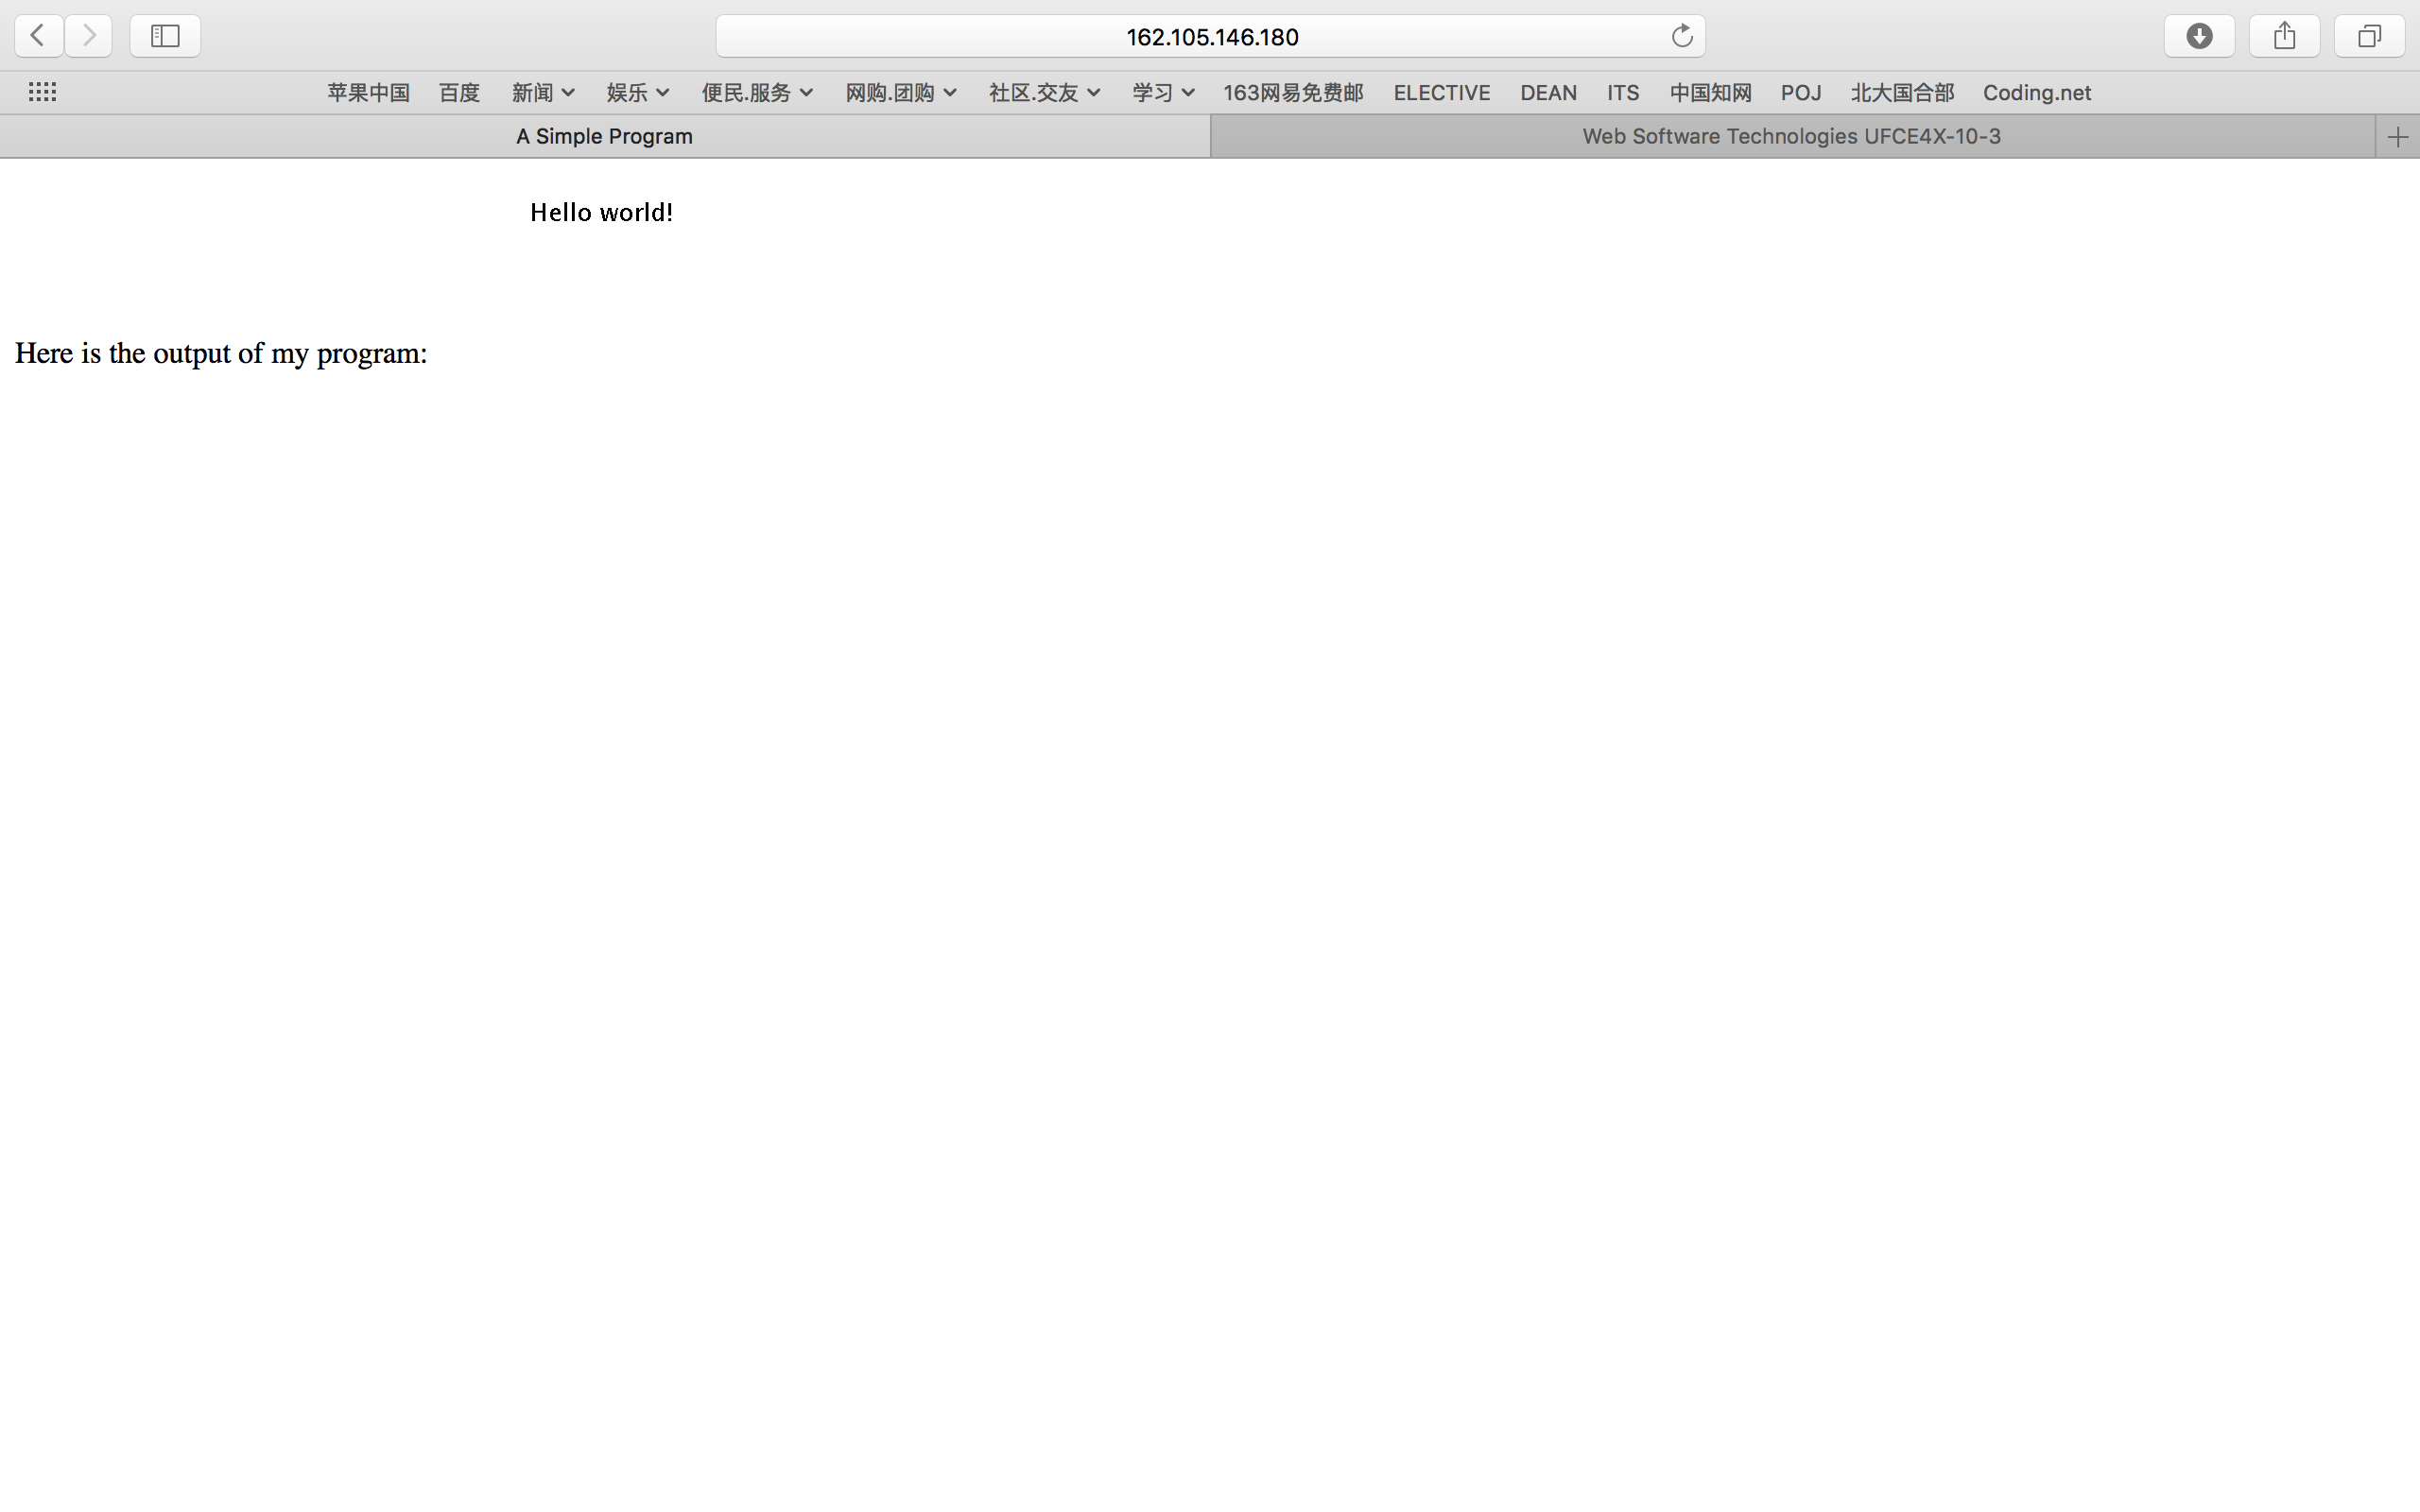 162.105.146.180
苹果中国 百度 新闻 娱乐 便民.服务 网购.团购 社区.交友 学习 163网易免费邮 ELECTIVE DEAN ITS 中国知网 POJ 北大国合部 Coding.net
A Simple Program Web Software Technologies UFCE4X-10-3
Hello world!
Here is the output of my program: